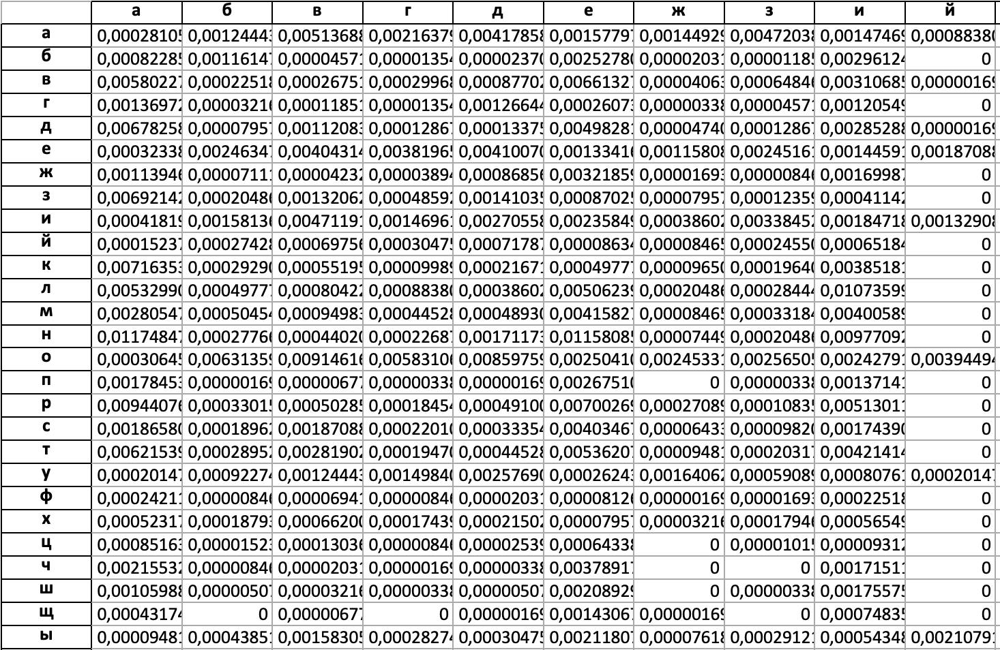 а б в г д е ж з и й
а 0,00028105 0,00124443 0,00513688 0,00216379 0,00417858 0,00157797 0,00144929 0,00472038 0,00147469 0,00088380
б 0,00082285 0,00116147 0,00004571 0,00001354 0,00002370 0,00252780 0,00002031 0,00001185 0,00296124 0
в 0,00580227 0,00022518 0,00026751 0,00029968 0,00087702 0,00661327 0,00004063 0,00064846 0,00310685 0,00000169
г 0,00136972 0,00003216 0,00011851 0,00001354 0,00126644 0,00026073 0,00000338 0,00004571 0,00120549 0
д 0,00678258 0,00007957 0,00112083 0,00012867 0,00013375 0,00498281 0,00004740 0,00012867 0,00285288 0,00000169
е 0,00032338 0,00246347 0,00404314 0,00381965 0,00410070 0,00133416 0,00115808 0,00245161 0,00144591 0,00187088
ж 0,00113946 0,00007111 0,00004232 0,00003894 0,00086856 0,00321859 0,00001693 0,00000846 0,00169987 0
з 0,00692142 0,00020486 0,00132062 0,00048592 0,00141035 0,00087025 0,00007957 0,00012359 0,00041142 0
и 0,00041819 0,00158136 0,00471191 0,00146961 0,00270558 0,00235849 0,00038602 0,00338452 0,00184718 0,00132908
й 0,00015237 0,00027428 0,00069756 0,00030475 0,00071787 0,00008634 0,00008465 0,00024550 0,00065184 0
к 0,00716353 0,00029290 0,00055195 0,00009989 0,00021671 0,00049777 0,00009650 0,00019640 0,00385181 0
л 0,00532990 0,00049777 0,00080422 0,00088380 0,00038602 0,00506239 0,00020486 0,00028444 0,01073599 0
м 0,00280547 0,00050454 0,00094983 0,00044528 0,00048930 0,00415827 0,00008465 0,00033184 0,00400589 0
н 0,01174847 0,00027766 0,00044020 0,00022687 0,00171173 0,01158085 0,00007449 0,00020486 0,00977092 0
о 0,00030645 0,00631359 0,00914616 0,00583106 0,00859759 0,00250410 0,00245331 0,00256505 0,00242791 0,00394494
п 0,00178453 0,00000169 0,00000677 0,00000338 0,00000169 0,00267510 0 0,00000338 0,00137141 0
р 0,00944076 0,00033015 0,00050285 0,00018454 0,00049100 0,00700269 0,00027089 0,00010835 0,00513011 0
с 0,00186580 0,00018962 0,00187088 0,00022010 0,00033354 0,00403467 0,00006433 0,00009820 0,00174390 0
т 0,00621539 0,00028952 0,00281902 0,00019470 0,00044528 0,00536207 0,00009481 0,00020317 0,00421414 0
у 0,00020147 0,00092274 0,00124443 0,00149840 0,00257690 0,00026243 0,00164062 0,00059089 0,00080761 0,00020147
ф 0,00024211 0,00000846 0,00006941 0,00000846 0,00002031 0,00008126 0,00000169 0,00001693 0,00022518 0
х 0,00052317 0,00018793 0,00066200 0,00017439 0,00021502 0,00007957 0,00003216 0,00017946 0,00056549 0
ц 0,00085163 0,00001523 0,00013036 0,00000846 0,00002539 0,00064338 0 0,00001015 0,00009312 0
ч 0,00215532 0,00000846 0,00002031 0,00000169 0,00000338 0,00378917 0 0 0,00171511 0
ш 0,00105988 0,00000507 0,00003216 0,00000338 0,00000507 0,00208929 0 0,00000338 0,00175575 0
щ 0,00043174 0 0,00000677 0 0,00000169 0,00143067 0,00000169 0 0,00074835 0
ы 0,00009481 0,00043851 0,00158305 0,00028274 0,00030475 0,00211807 0,00007618 0,00029121 0,00054348 0,00210791